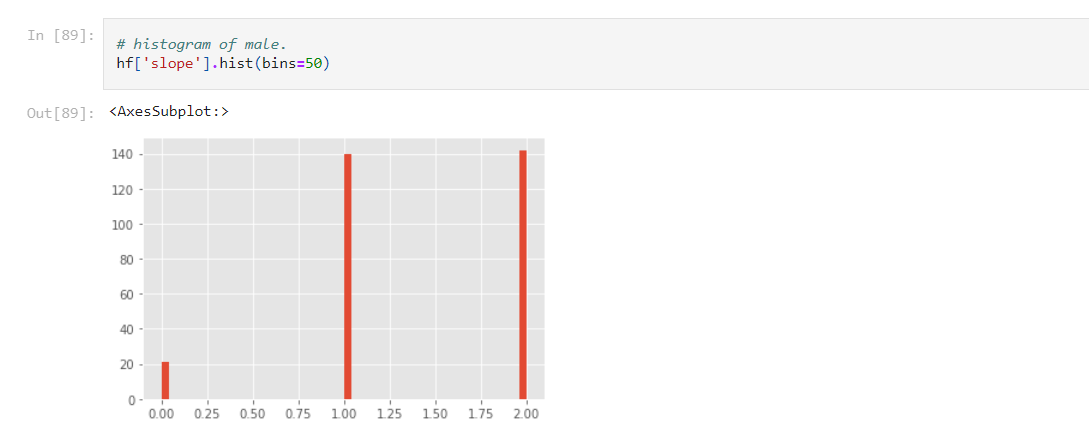 In [89]:
# histogram of male.
hf['slope'].hist(bins=50)
Out[89]: <AxesSubplot:>
140
120
100
80
60
40
20
0
0.00 0.25 0.50 0.75 1.00 1.25 1.50 1.75 2.00